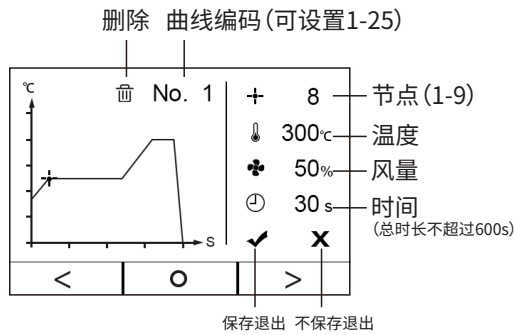 删除 曲线编码（可设置1-25）
℃
No. 1
8
节点（1-9）
300℃
温度
50%
风量
30 s
时间
（总时长不超过600s）
S
X
< O >
保存退出 不保存退出